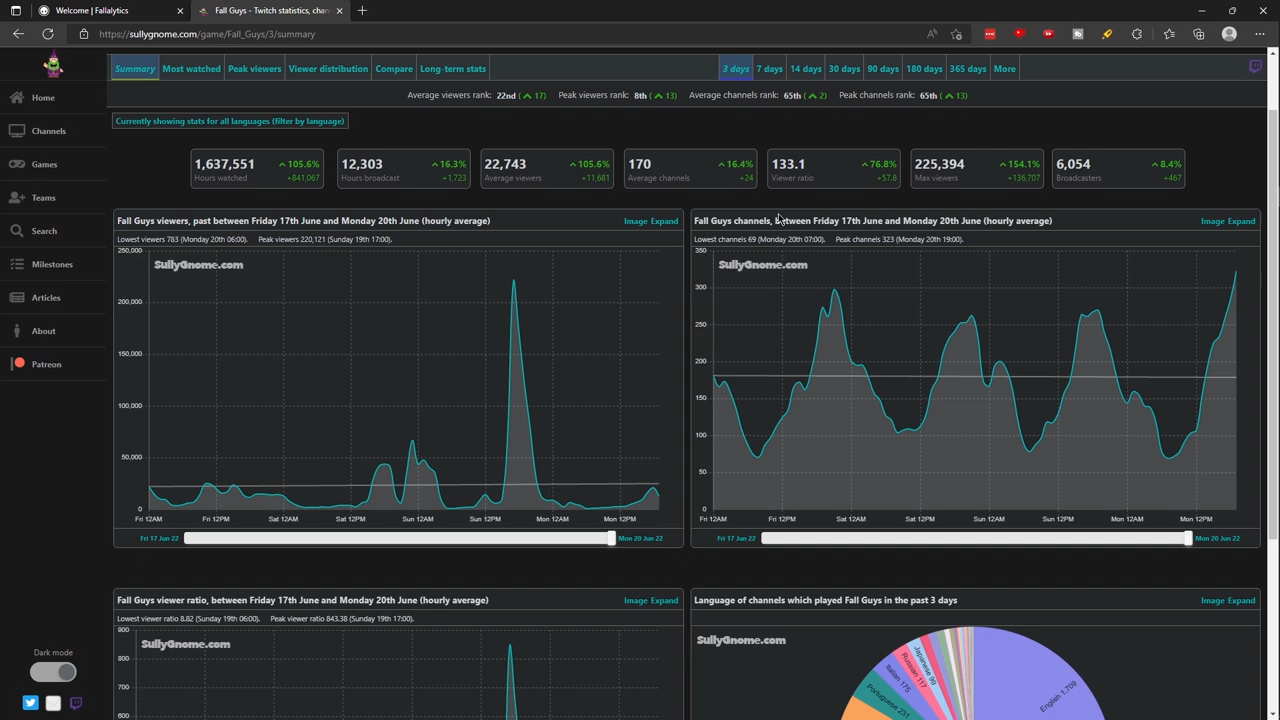 Welcome | Fallalytics
Fall Guys - Twitch statistics, chan
https://sullygnome.com/game/Fall_Guys/3/summary
Summary Most watched Peak viewers Viewer distribution Compare Long-term stats 3 days 7 days 14 days 30 days 90 days 180 days 365 days More
Average viewers rank: 22nd ( 17) Peak viewers rank: 8th ( 13) Average channels rank: 65th ( 2) Peak channels rank: 65th ( 13)
Currently showing stats for all languages (filter by language)
Home
Channels
Games
Teams
Search
Milestones
Articles
About
Patreon
Dark mode
1,637,551 105.6%
Hours watched +841,067
12,303 16.3%
Hours broadcast +1,723
22,743 105.6%
Average viewers +11,681
170 16.4%
Average channels +24
133.1 76.8%
Viewer ratio +57.8
225,394 154.1%
Max viewers +136,707
6,054 8.4%
Broadcasters +467
Fall Guys viewers, past between Friday 17th June and Monday 20th June (hourly average) Image Expand
Lowest viewers 783 (Monday 20th 06:00). Peak viewers 220,121 (Sunday 19th 17:00).
SullyGnome.com
250,000
200,000
150,000
100,000
50,000
0
Fri 12AM Fri 12PM Sat 12AM Sat 12PM Sun 12AM Sun 12PM Mon 12AM Mon 12PM
Fri 17 Jun 22 Mon 20 Jun 22
Fall Guys channels, between Friday 17th June and Monday 20th June (hourly average) Image Expand
Lowest channels 69 (Monday 20th 07:00). Peak channels 323 (Monday 20th 19:00).
SullyGnome.com
350
300
250
200
150
100
50
0
Fri 12AM Fri 12PM Sat 12AM Sat 12PM Sun 12AM Sun 12PM Mon 12AM Mon 12PM
Fri 17 Jun 22 Mon 20 Jun 22
Fall Guys viewer ratio, between Friday 17th June and Monday 20th June (hourly average) Image Expand
Lowest viewer ratio 8.82 (Sunday 19th 06:00). Peak viewer ratio 843.38 (Sunday 19th 17:00).
SullyGnome.com
900
800
700
600
Language of channels which played Fall Guys in the past 3 days Image Expand
SullyGnome.com
Japanese 99
Russian 117
Italian 175
Portuguese 231
English 1,709